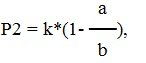 P2 = k*(1- a/b),